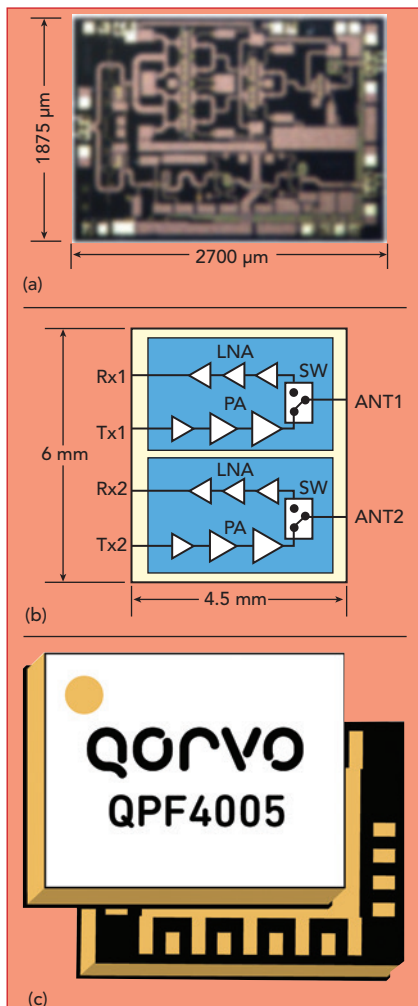 1875 µm
2700 µm
(a)
LNA
SW
Rx1
ANT1
PA
Tx1
6 mm
LNA
SW
Rx2
ANT2
PA
Tx2
4.5 mm
(b)
QORVO
QPF4005
(c)